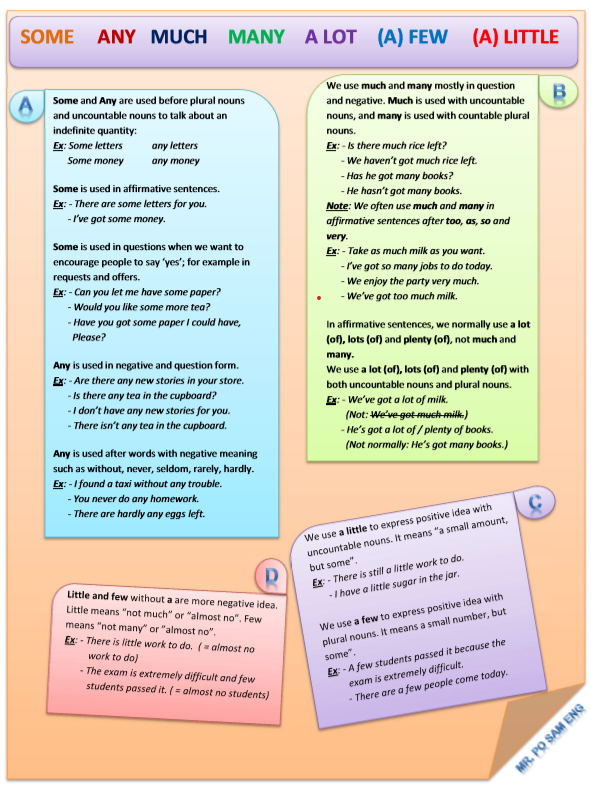 SOME ANY MUCH MANY A LOT (A) FEW (A) LITTLE
A
Some and Any are used before plural nouns
and uncountable nouns to talk about an
indefinite quantity:
Ex: Some letters any letters
Some money any money
Some is used in affirmative sentences.
Ex: - There are some letters for you.
- I've got some money.
Some is used in questions when we want to
encourage people to say 'yes'; for example in
requests and offers.
Ex: - Can you let me have some paper?
- Would you like some more tea?
- Have you got some paper I could have,
Please?
Any is used in negative and question form.
Ex: - Are there any new stories in your store.
- Is there any tea in the cupboard?
- I don't have any new stories for you.
- There isn't any tea in the cupboard.
Any is used after words with negative meaning
such as without, never, seldom, rarely, hardly.
Ex: - I found a taxi without any trouble.
- You never do any homework.
- There are hardly any eggs left.
B
We use much and many mostly in question
and negative. Much is used with uncountable
nouns, and many is used with countable plural
nouns.
Ex: - Is there much rice left?
- We haven't got much rice left.
- Has he got many books?
- He hasn't got many books.
Note: We often use much and many in
affirmative sentences after too, as, so and
very.
Ex: - Take as much milk as you want.
- I've got so many jobs to do today.
- We enjoy the party very much.
- We've got too much milk.
In affirmative sentences, we normally use a lot
(of), lots (of) and plenty (of), not much and
many.
We use a lot (of), lots (of) and plenty (of) with
both uncountable nouns and plural nouns.
Ex: - We've got a lot of milk.
(Not: We've got much milk.)
- He's got a lot of / plenty of books.
(Not normally: He's got many books.)
C
We use a little to express positive idea with
uncountable nouns. It means "a small amount,
but some".
Ex: - There is still a little work to do.
- I have a little sugar in the jar.
We use a few to express positive idea with
plural nouns. It means a small number, but
some".
Ex: - A few students passed it because the
exam is extremely difficult.
- There are a few people come today.
D
Little and few without a are more negative idea.
Little means "not much" or "almost no". Few
means "not many" or "almost no".
Ex: - There is little work to do. ( = almost no
work to do)
- The exam is extremely difficult and few
students passed it. ( = almost no students)
MR. PO SAM ENG